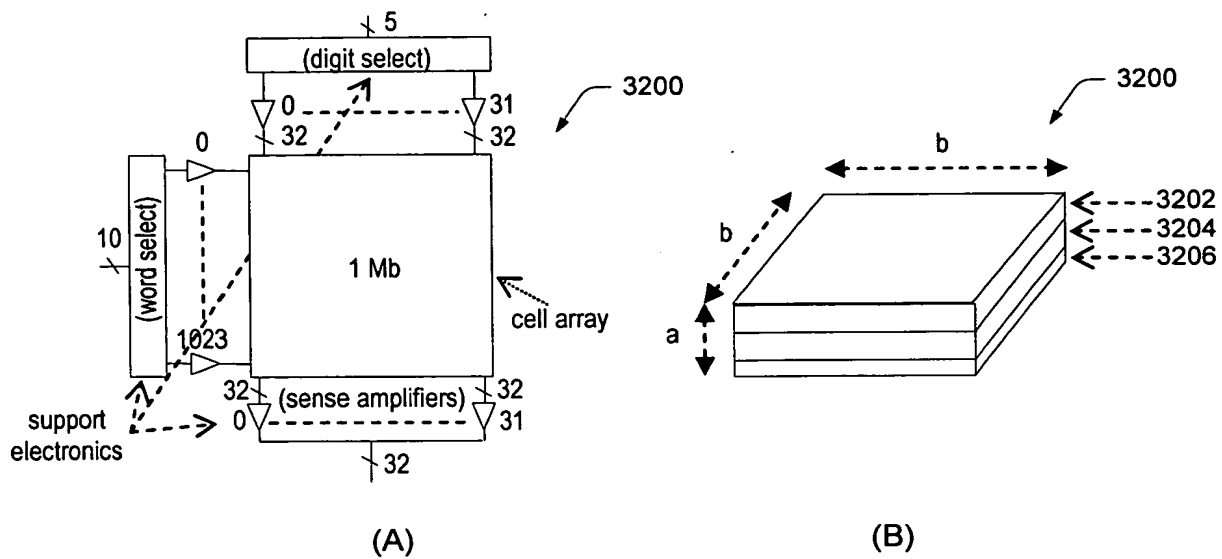 5
(digit select)
0
31
3200
32
32
0
10
(word select)
1 Mb
cell array
1023
32
(sense amplifiers)
32
0
31
support
electronics
32
(A)
3200
b
3202
3204
b
3206
a
(B)